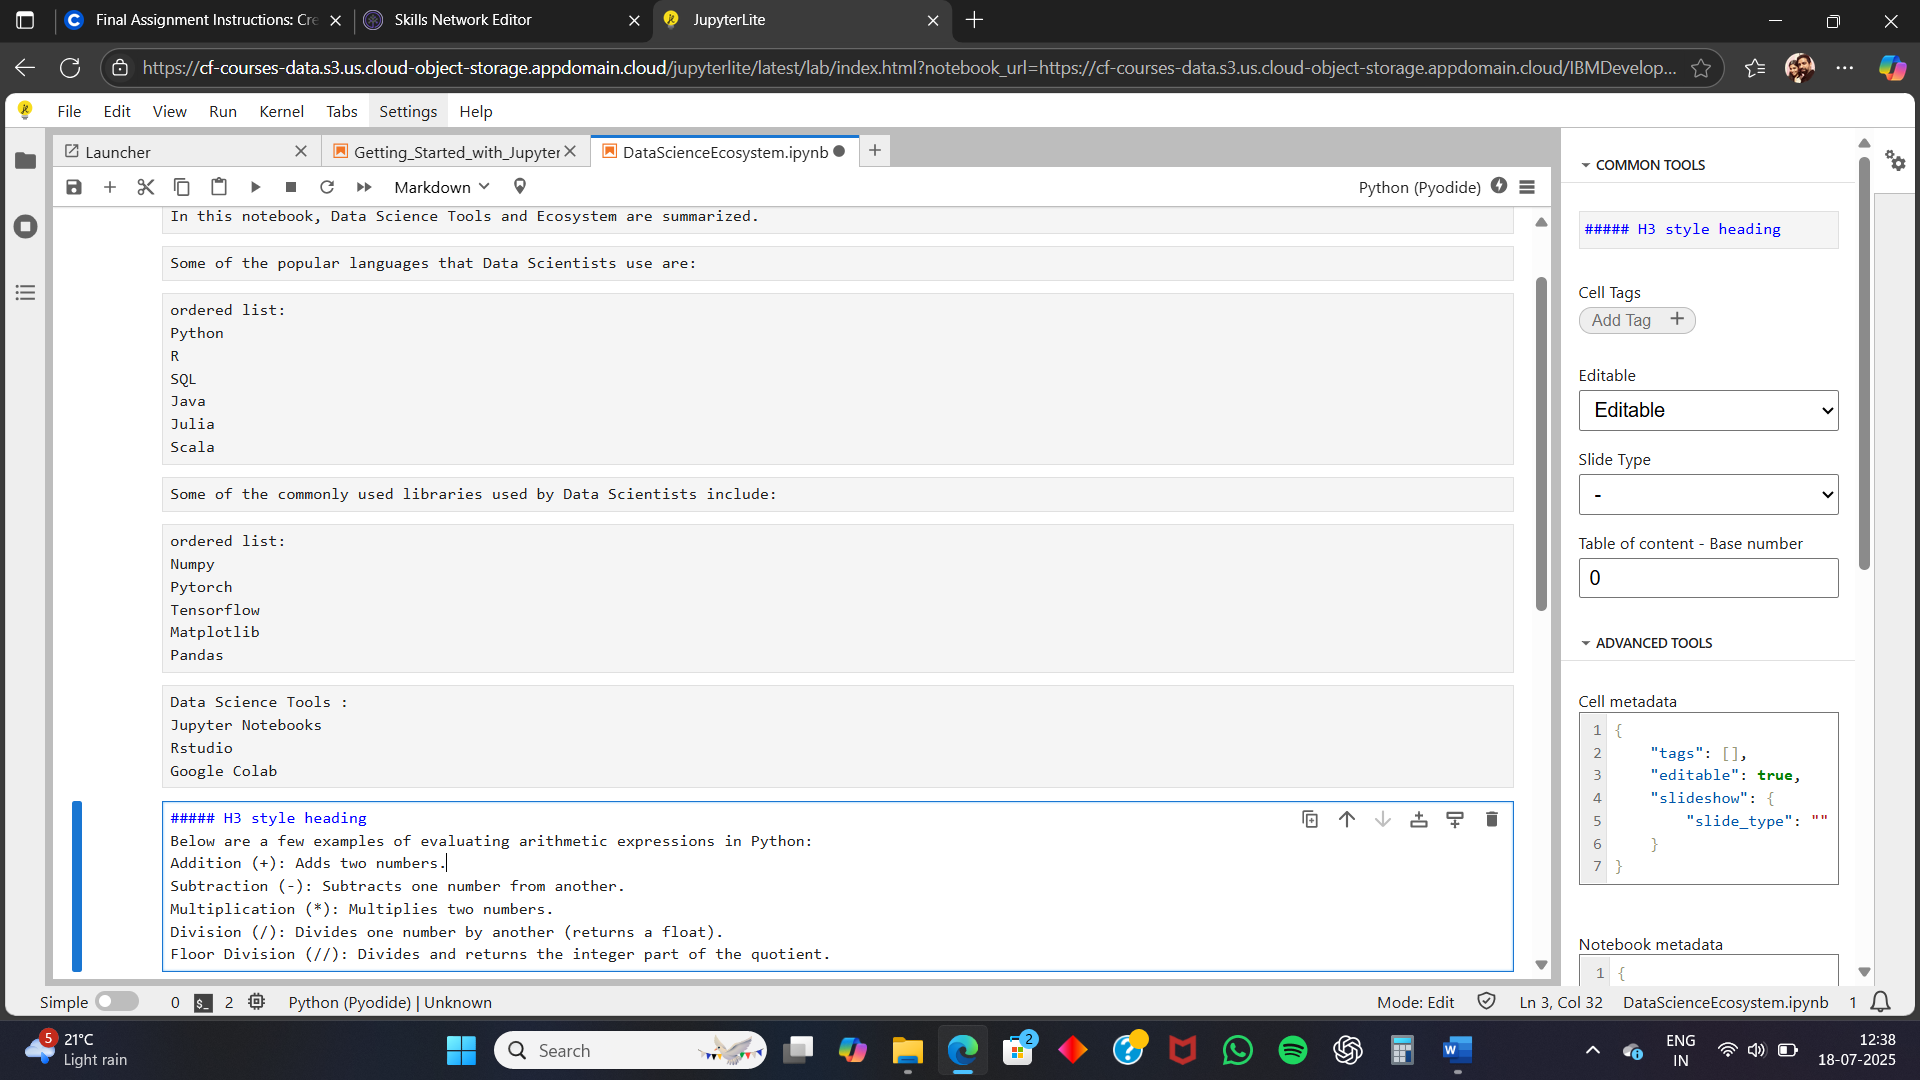 Final Assignment Instructions: Cre
Skills Network Editor
JupyterLite
https://cf-courses-data.s3.us.cloud-object-storage.appdomain.cloud/jupyterlite/latest/lab/index.html?notebook_url=https://cf-courses-data.s3.us.cloud-object-storage.appdomain.cloud/IBMDevelop...
File Edit View Run Kernel Tabs Settings Help
Launcher
Getting_Started_with_Jupyter
DataScienceEcosystem.ipynb
Markdown
Python (Pyodide)
In this notebook, Data Science Tools and Ecosystem are summarized.
Some of the popular languages that Data Scientists use are:
ordered list:
Python
R
SQL
Java
Julia
Scala
Some of the commonly used libraries used by Data Scientists include:
ordered list:
Numpy
Pytorch
Tensorflow
Matplotlib
Pandas
Data Science Tools :
Jupyter Notebooks
Rstudio
Google Colab
##### H3 style heading
Below are a few examples of evaluating arithmetic expressions in Python:
Addition (+): Adds two numbers.
Subtraction (-): Subtracts one number from another.
Multiplication (*): Multiplies two numbers.
Division (/): Divides one number by another (returns a float).
Floor Division (//): Divides and returns the integer part of the quotient.
COMMON TOOLS
##### H3 style heading
Cell Tags
Add Tag +
Editable
Editable
Slide Type
-
Table of content - Base number
0
ADVANCED TOOLS
Cell metadata
1 {
2 "tags": [],
3 "editable": true,
4 "slideshow": {
5 "slide_type": ""
6 }
7 }
Notebook metadata
1 {
Simple 0 $_ 2 Python (Pyodide) | Unknown
Mode: Edit Ln 3, Col 32 DataScienceEcosystem.ipynb 1
5
21°C
Light rain
Search
2
W
ENG
IN
12:38
18-07-2025